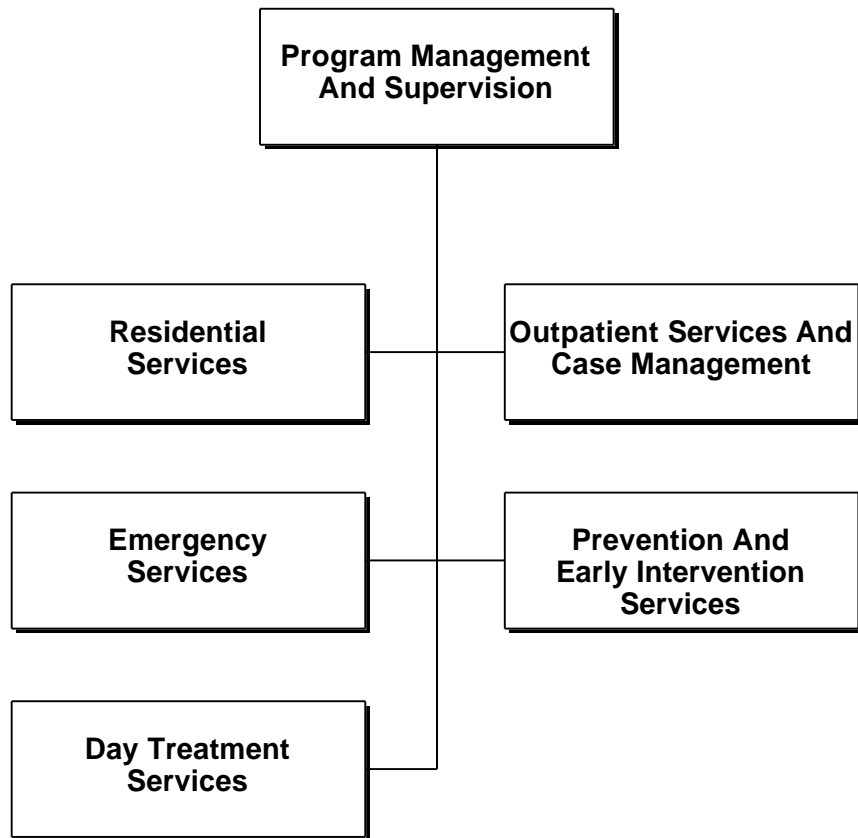 Program Management
And Supervision
Residential
Services
Outpatient Services And
Case Management
Emergency
Services
Prevention And
Early Intervention
Services
Day Treatment
Services